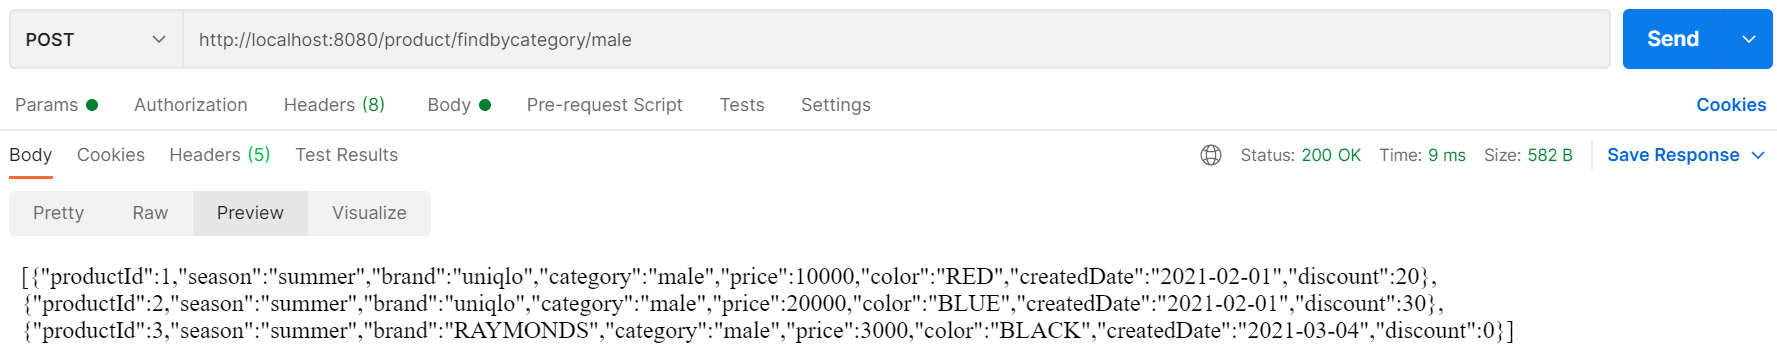 POST http://localhost:8080/product/findbycategory/male Send
Params Authorization Headers (8) Body Pre-request Script Tests Settings Cookies
Body Cookies Headers (5) Test Results Status: 200 OK Time: 9 ms Size: 582 B Save Response
Pretty Raw Preview Visualize
[{"productId":1,"season":"summer","brand":"uniqlo","category":"male","price":10000,"color":"RED","createdDate":"2021-02-01","discount":20},
{"productId":2,"season":"summer","brand":"uniqlo","category":"male","price":20000,"color":"BLUE","createdDate":"2021-02-01","discount":30},
{"productId":3,"season":"summer","brand":"RAYMONDS","category":"male","price":3000,"color":"BLACK","createdDate":"2021-03-04","discount":0}]